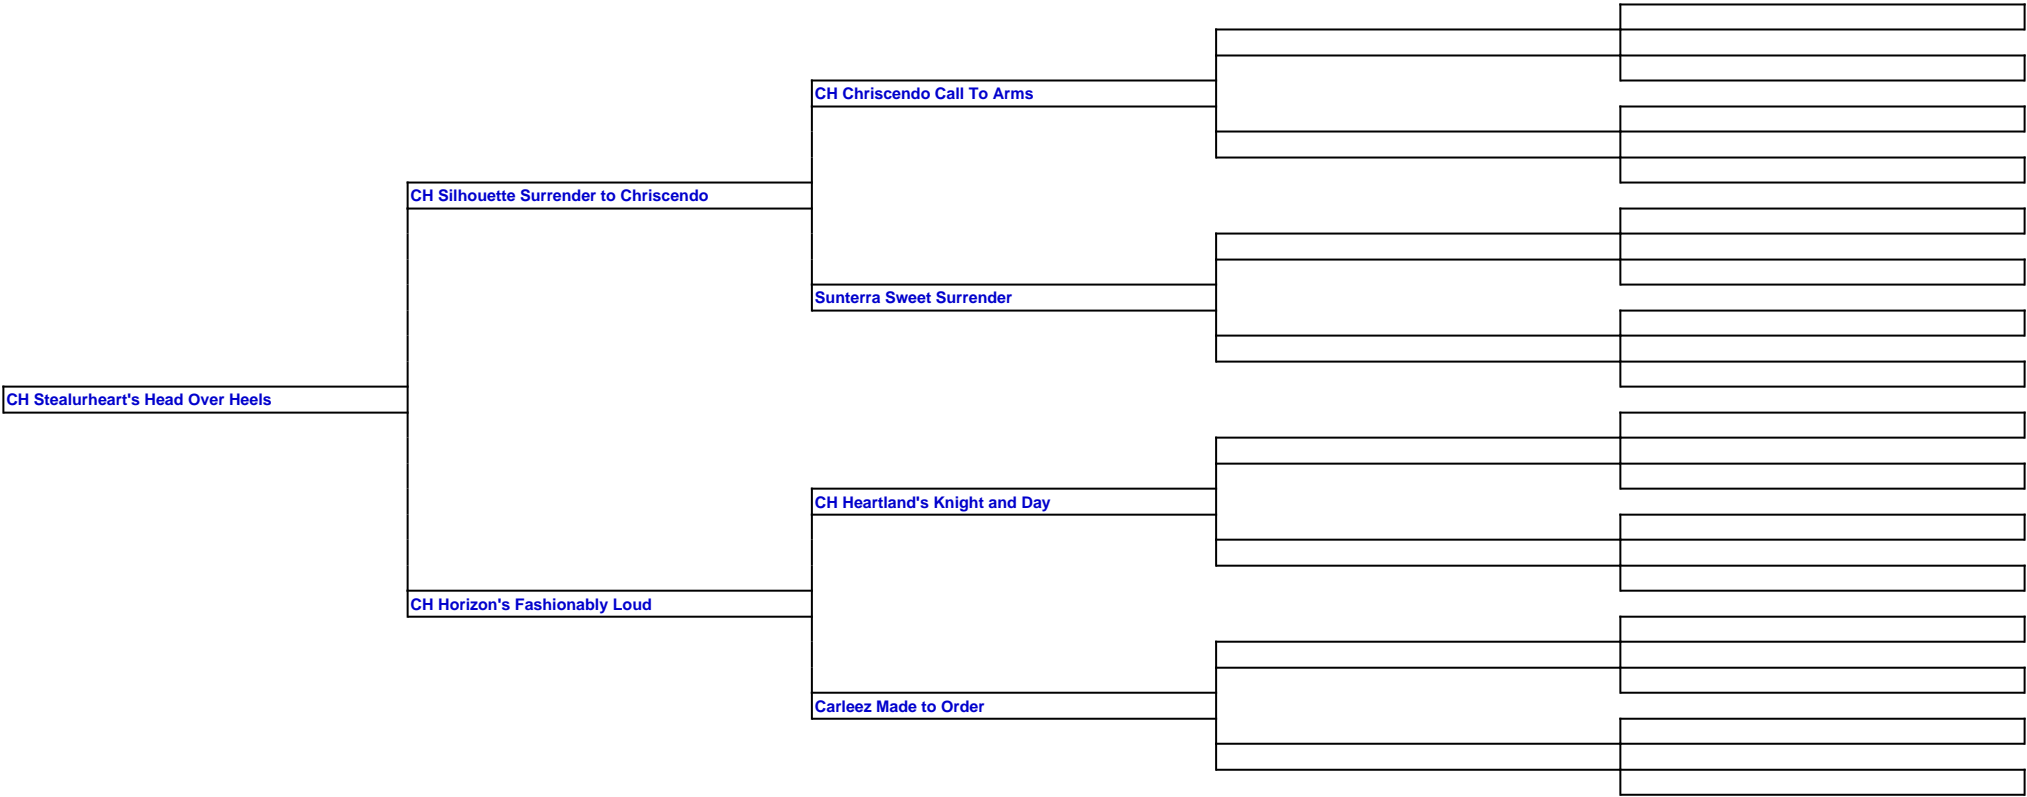 CH Chriscendo Call To Arms
CH Silhouette Surrender to Chriscendo
Sunterra Sweet Surrender
CH Stealurheart's Head Over Heels
CH Heartland's Knight and Day
CH Horizon's Fashionably Loud
Carleez Made to Order